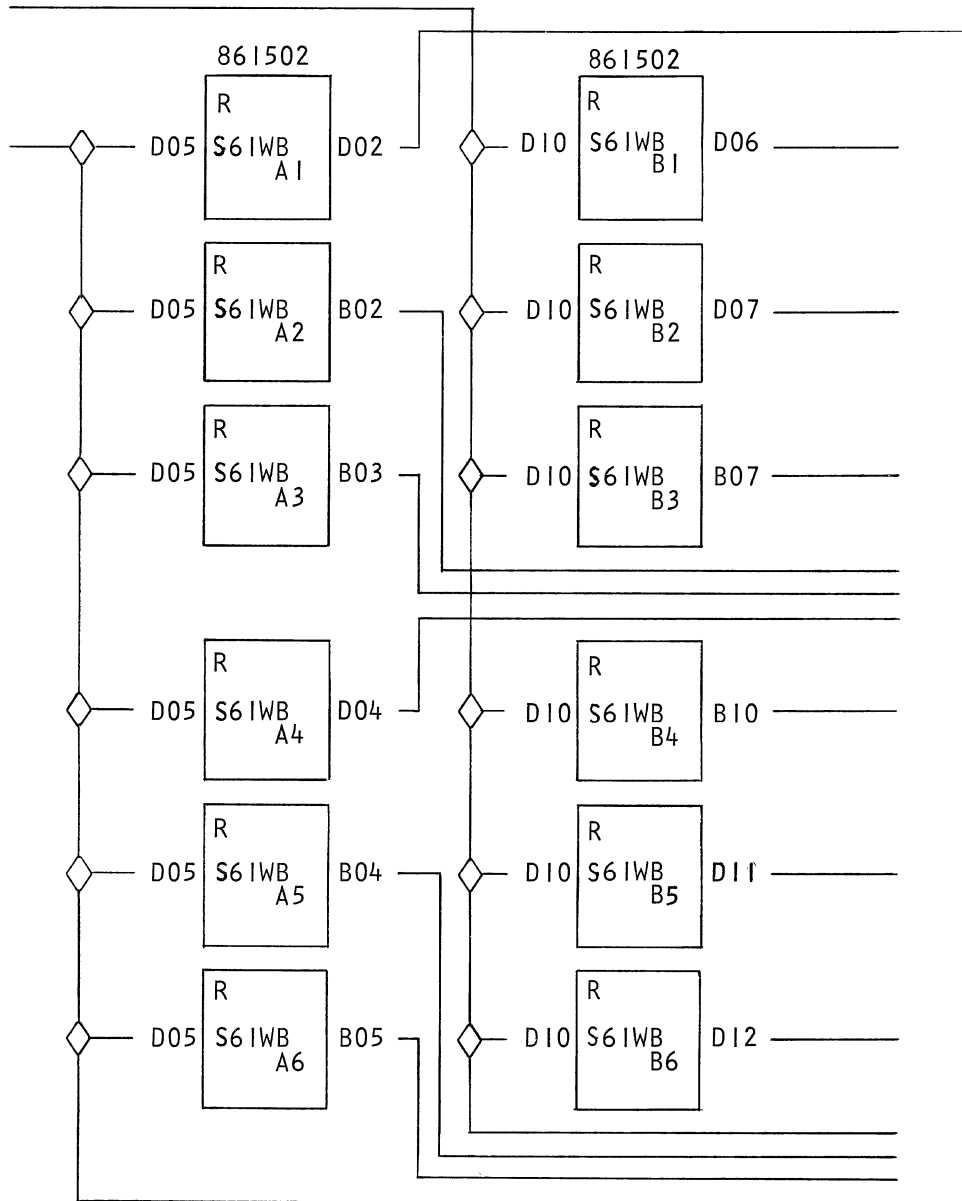 861502 861502
R R
D05 S61WB D02 D10 S61WB D06
A1 B1
R R
D05 S61WB B02 D10 S61WB D07
A2 B2
R R
D05 S61WB B03 D10 S61WB B07
A3 B3
R R
D05 S61WB D04 D10 S61WB B10
A4 B4
R R
D05 S61WB B04 D10 S61WB D11
A5 B5
R R
D05 S61WB B05 D10 S61WB D12
A6 B6